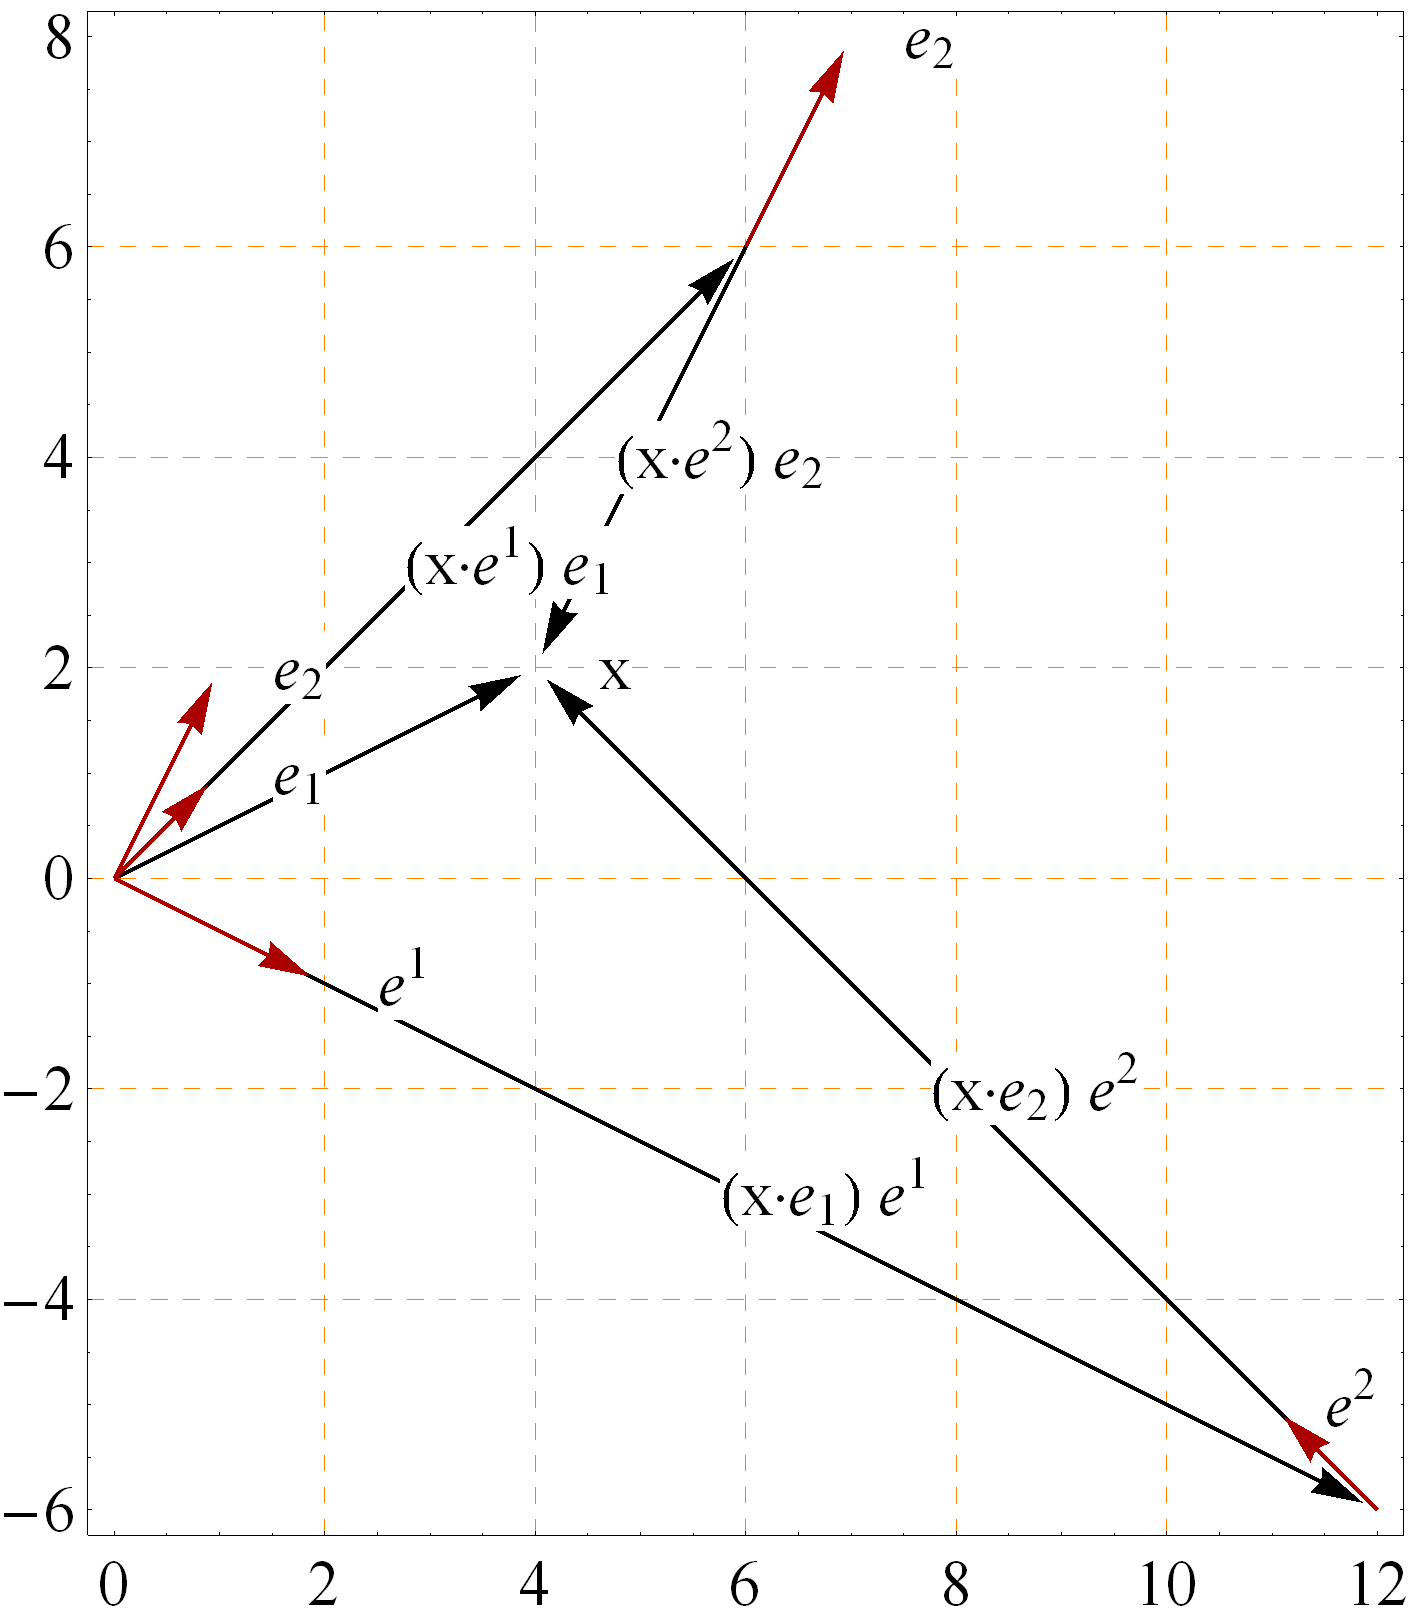 8
e₂
6
(x·e²) e₂
4
(x·e¹) e₁
2
e₂
x
e₁
0
e¹
−2
(x·e₂) e²
(x·e₁) e¹
−4
e²
−6
0 2 4 6 8 10 12